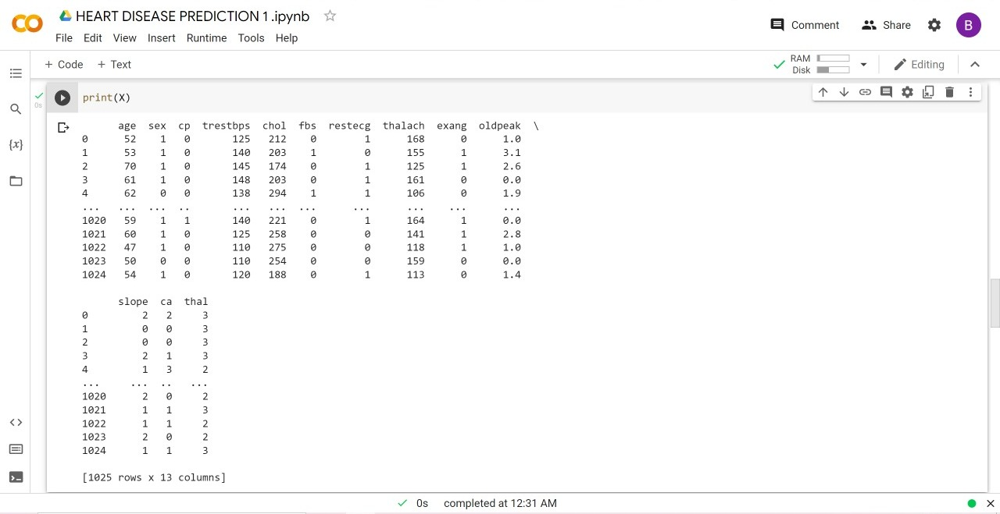 HEART DISEASE PREDICTION 1 .ipynb
File Edit View Insert Runtime Tools Help
Comment Share B
+ Code + Text
RAM
Disk
Editing
0s
print(X)
age sex cp trestbps chol fbs restecg thalach exang oldpeak \
0 52 1 0 125 212 0 1 168 0 1.0
1 53 1 0 140 203 1 0 155 1 3.1
2 70 1 0 145 174 0 1 125 1 2.6
3 61 1 0 148 203 0 1 161 0 0.0
4 62 0 0 138 294 1 1 106 0 1.9
... ... ... .. ... ... ... ... ... ... ...
1020 59 1 1 140 221 0 1 164 1 0.0
1021 60 1 0 125 258 0 0 141 1 2.8
1022 47 1 0 110 275 0 0 118 1 1.0
1023 50 0 0 110 254 0 0 159 0 0.0
1024 54 1 0 120 188 0 1 113 0 1.4
slope ca thal
0 2 2 3
1 0 0 3
2 0 0 3
3 2 1 3
4 1 3 2
... ... .. ...
1020 2 0 2
1021 1 1 3
1022 1 1 2
1023 2 0 2
1024 1 1 3
[1025 rows x 13 columns]
0s completed at 12:31 AM